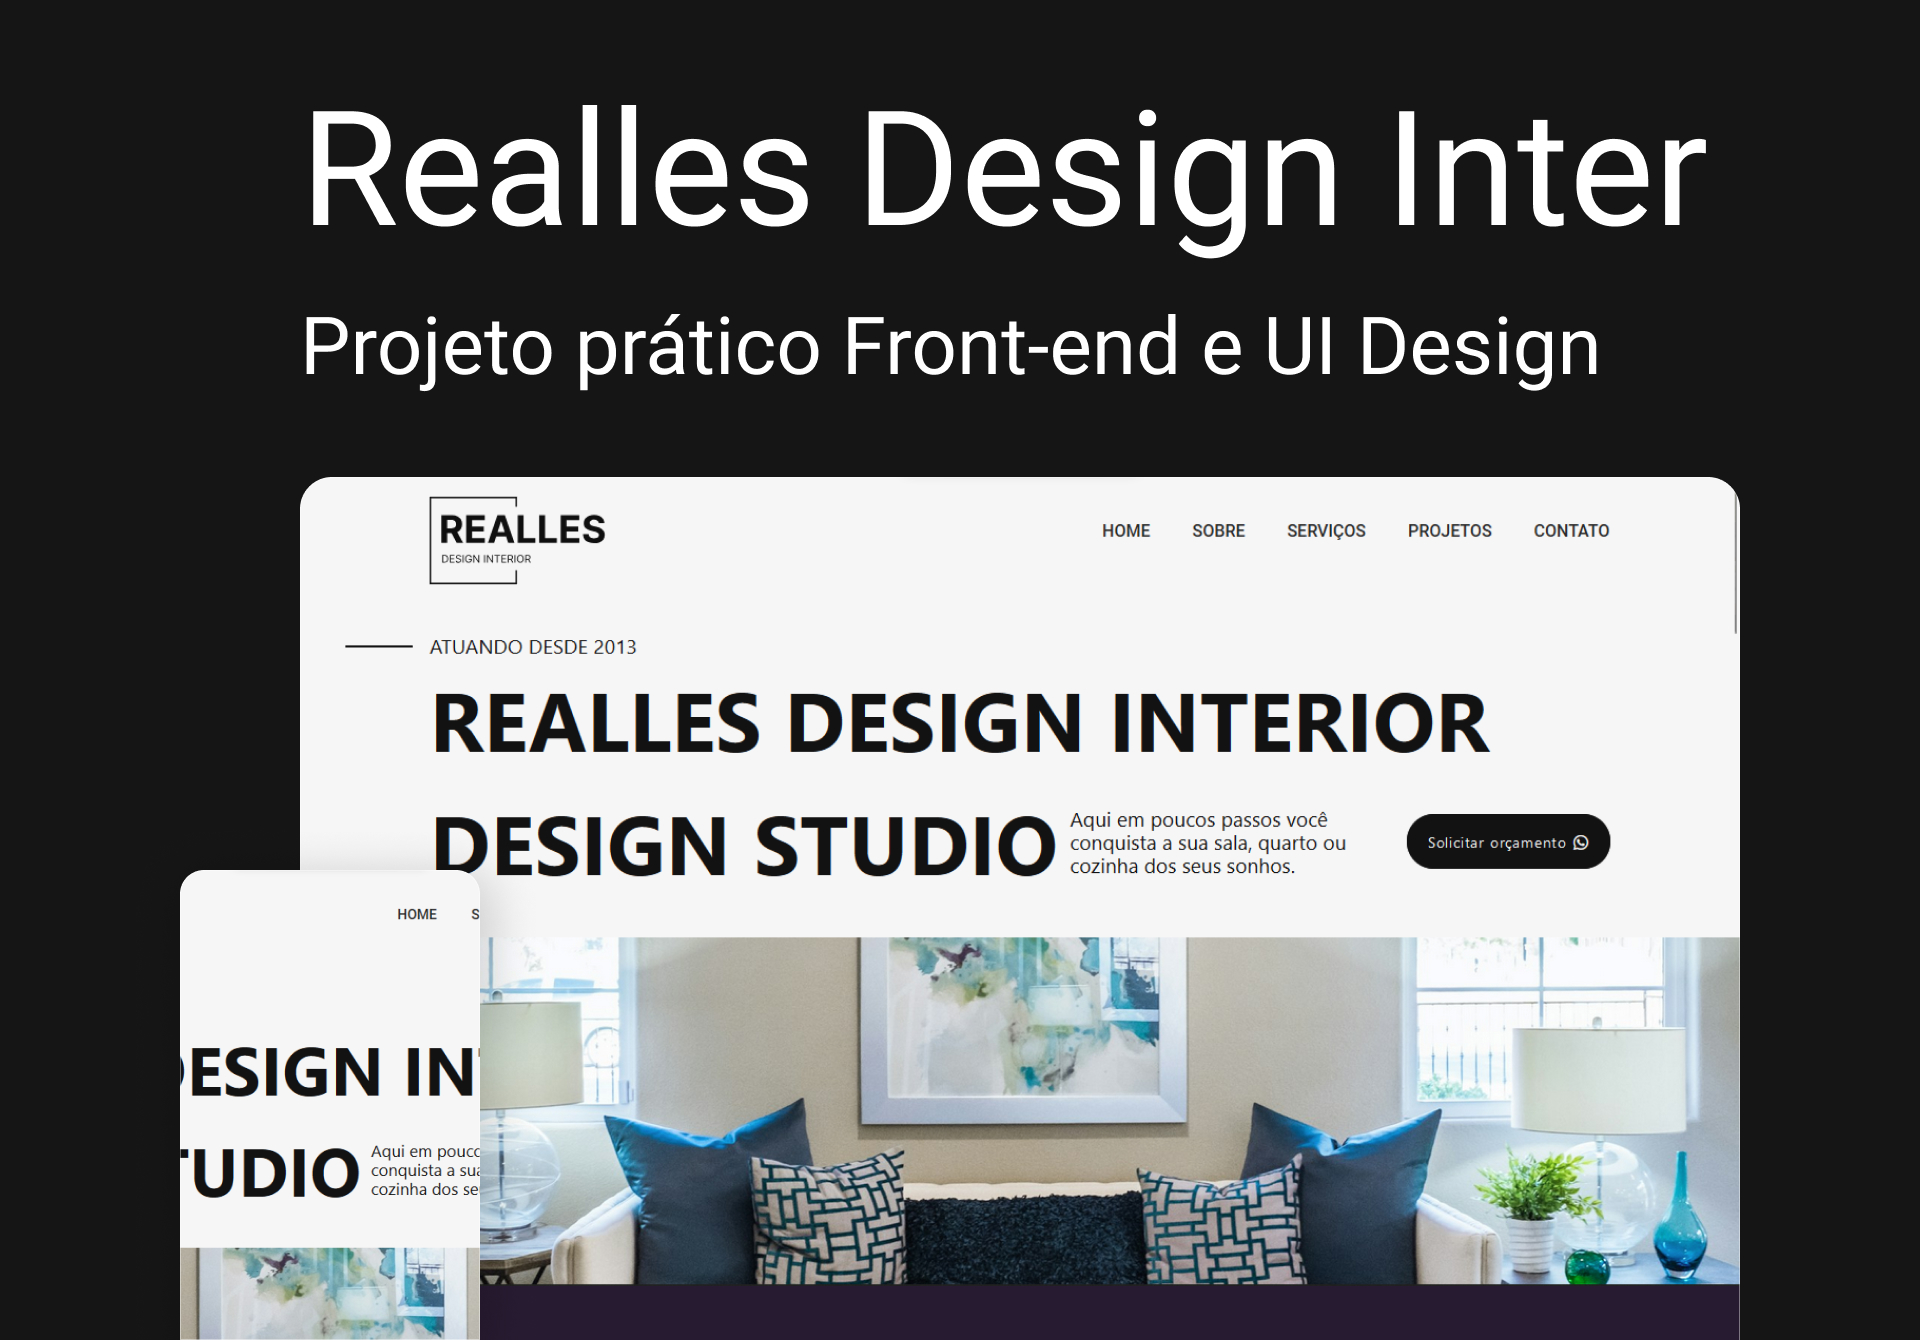 Realles Design Inter
Projeto prático Front-end e UI Design
REALLES
DESIGN INTERIOR
HOME SOBRE SERVIÇOS PROJETOS CONTATO
ATUANDO DESDE 2013
REALLES DESIGN INTERIOR
DESIGN STUDIO
Aqui em poucos passos você
conquista a sua sala, quarto ou
cozinha dos seus sonhos.
Solicitar orçamento
HOME S
DESIGN IN
TUDIO
Aqui em pouc
conquista a sua
cozinha dos se